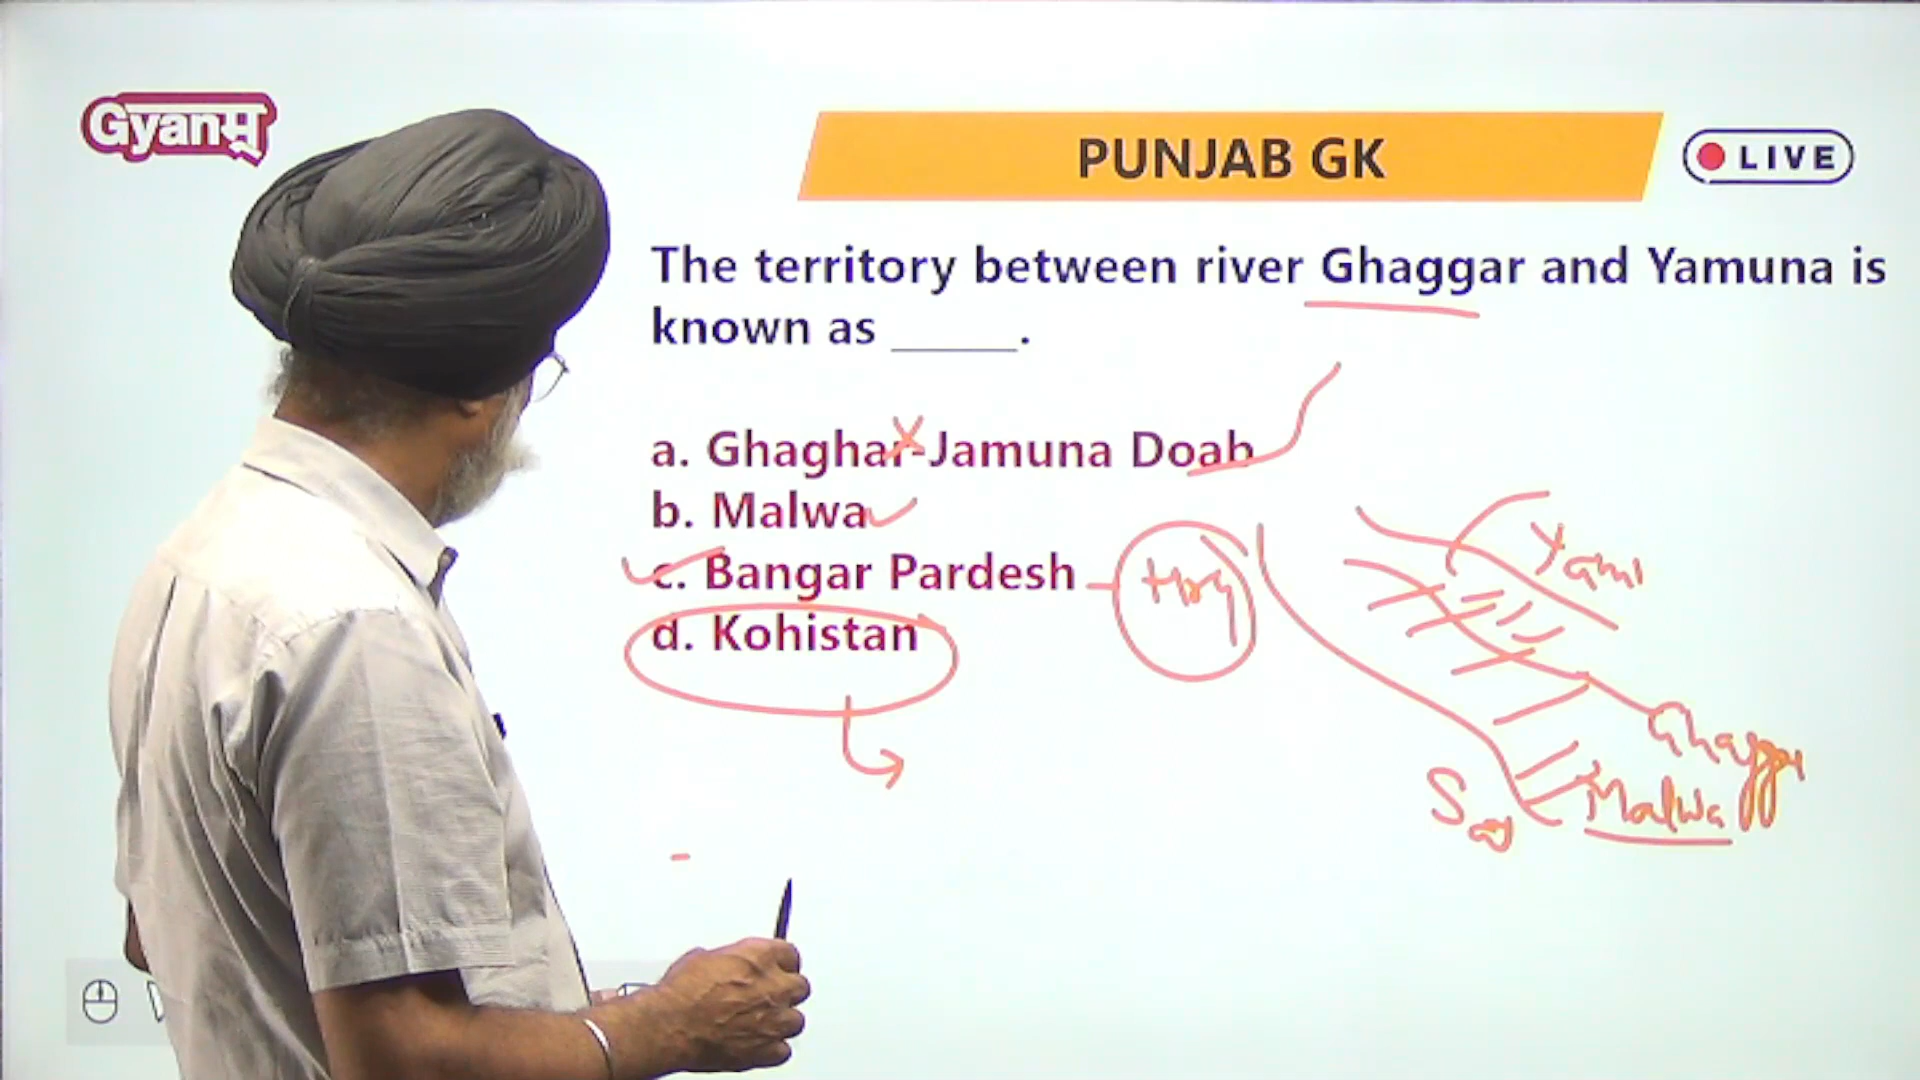 Gyanम्
PUNJAB GK
LIVE
The territory between river Ghaggar and Yamuna is
known as _____.
a. Ghaghar-Jamuna Doab
b. Malwa
c. Bangar Pardesh
d. Kohistan
Hry
Ghaggar
Malwa